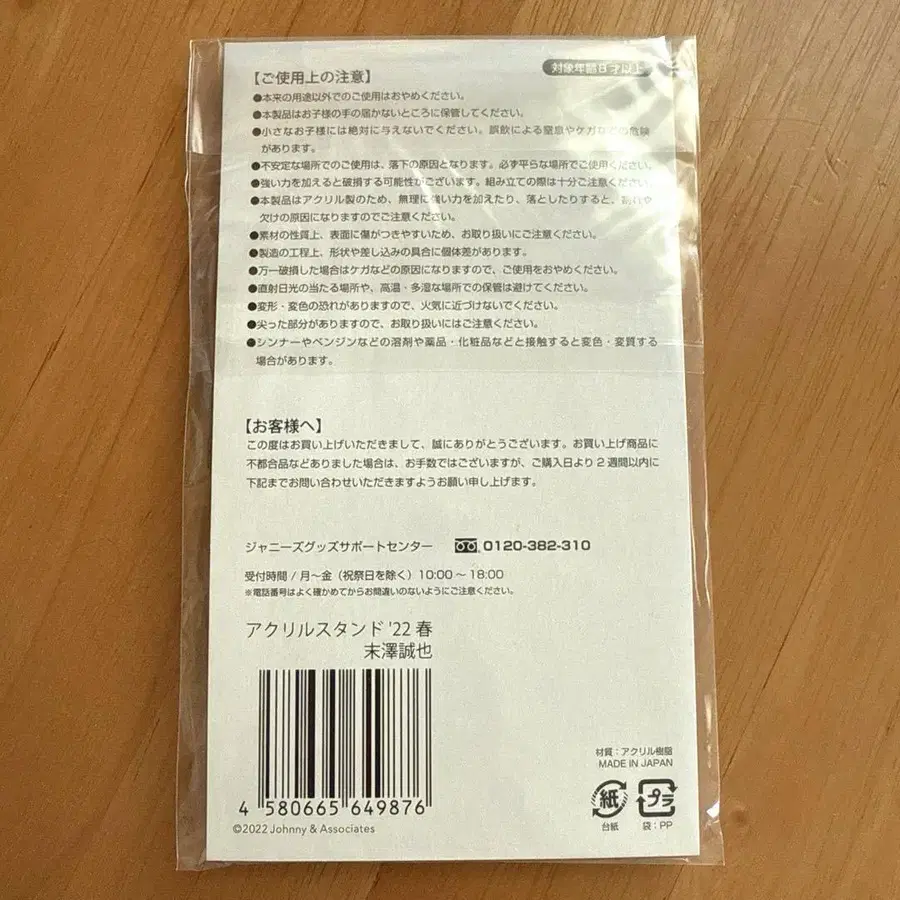 対象年齢8才以上
【ご使用上の注意】
●本来の用途以外でのご使用はおやめください。
●本製品はお子様の手の届かないところに保管してください。
●小さなお子様には絶対に与えないでください。誤飲による窒息やケガなどの危険
があります。
●不安定な場所でのご使用は、落下の原因となります。必ず平らな場所でご使用ください。
●強い力を加えると破損する可能性がございます。組み立ての際は十分ご注意ください。
●本製品はアクリル製のため、無理に強い力を加えたり、落としたりすると、割れや
欠けの原因になりますのでご注意ください。
●素材の性質上、表面に傷がつきやすいため、お取り扱いにご注意ください。
●製造の工程上、形状や差し込みの具合に個体差があります。
●万一破損した場合はケガなどの原因になりますので、ご使用をおやめください。
●直射日光の当たる場所や、高温・多湿な場所での保管は避けてください。
●変形・変色の恐れがありますので、火気に近づけないでください。
●尖った部分がありますので、お取り扱いにはご注意ください。
●シンナーやベンジンなどの溶剤や薬品・化粧品などと接触すると変色・変質する
場合があります。
【お客様へ】
この度はお買い上げいただきまして、誠にありがとうございます。お買い上げ商品に
不都合品などありました場合は、お手数ではございますが、ご購入日より2週間以内に
下記までお問い合わせいただきますようお願い申し上げます。
ジャニーズグッズサポートセンター 0120-382-310
受付時間/月〜金(祝祭日を除く)10:00〜18:00
※電話番号はよく確かめてからお間違いのないようにご注意ください。
アクリルスタンド '22 春
末澤誠也
4 580665 649876
©2022 Johnny & Associates
材質:アクリル樹脂
MADE IN JAPAN
紙 プラ
台紙 袋:PP